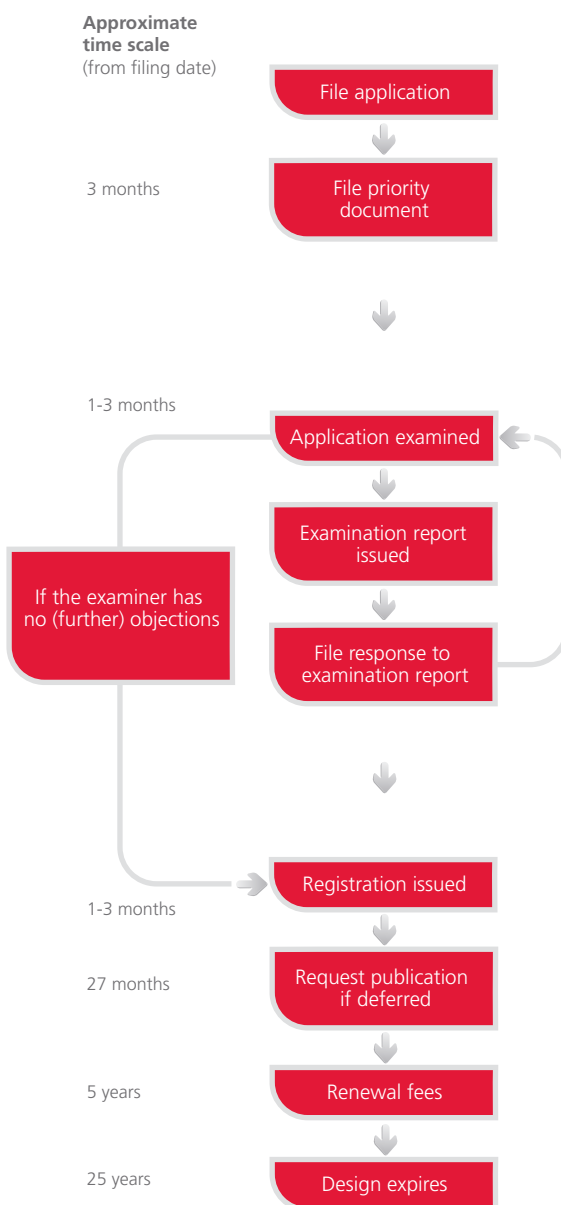 Approximate
time scale
(from filing date)
File application
3 months
File priority
document
1-3 months
Application examined
Examination report
issued
If the examiner has
no (further) objections
File response to
examination report
Registration issued
1-3 months
27 months
Request publication
if deferred
5 years
Renewal fees
25 years
Design expires